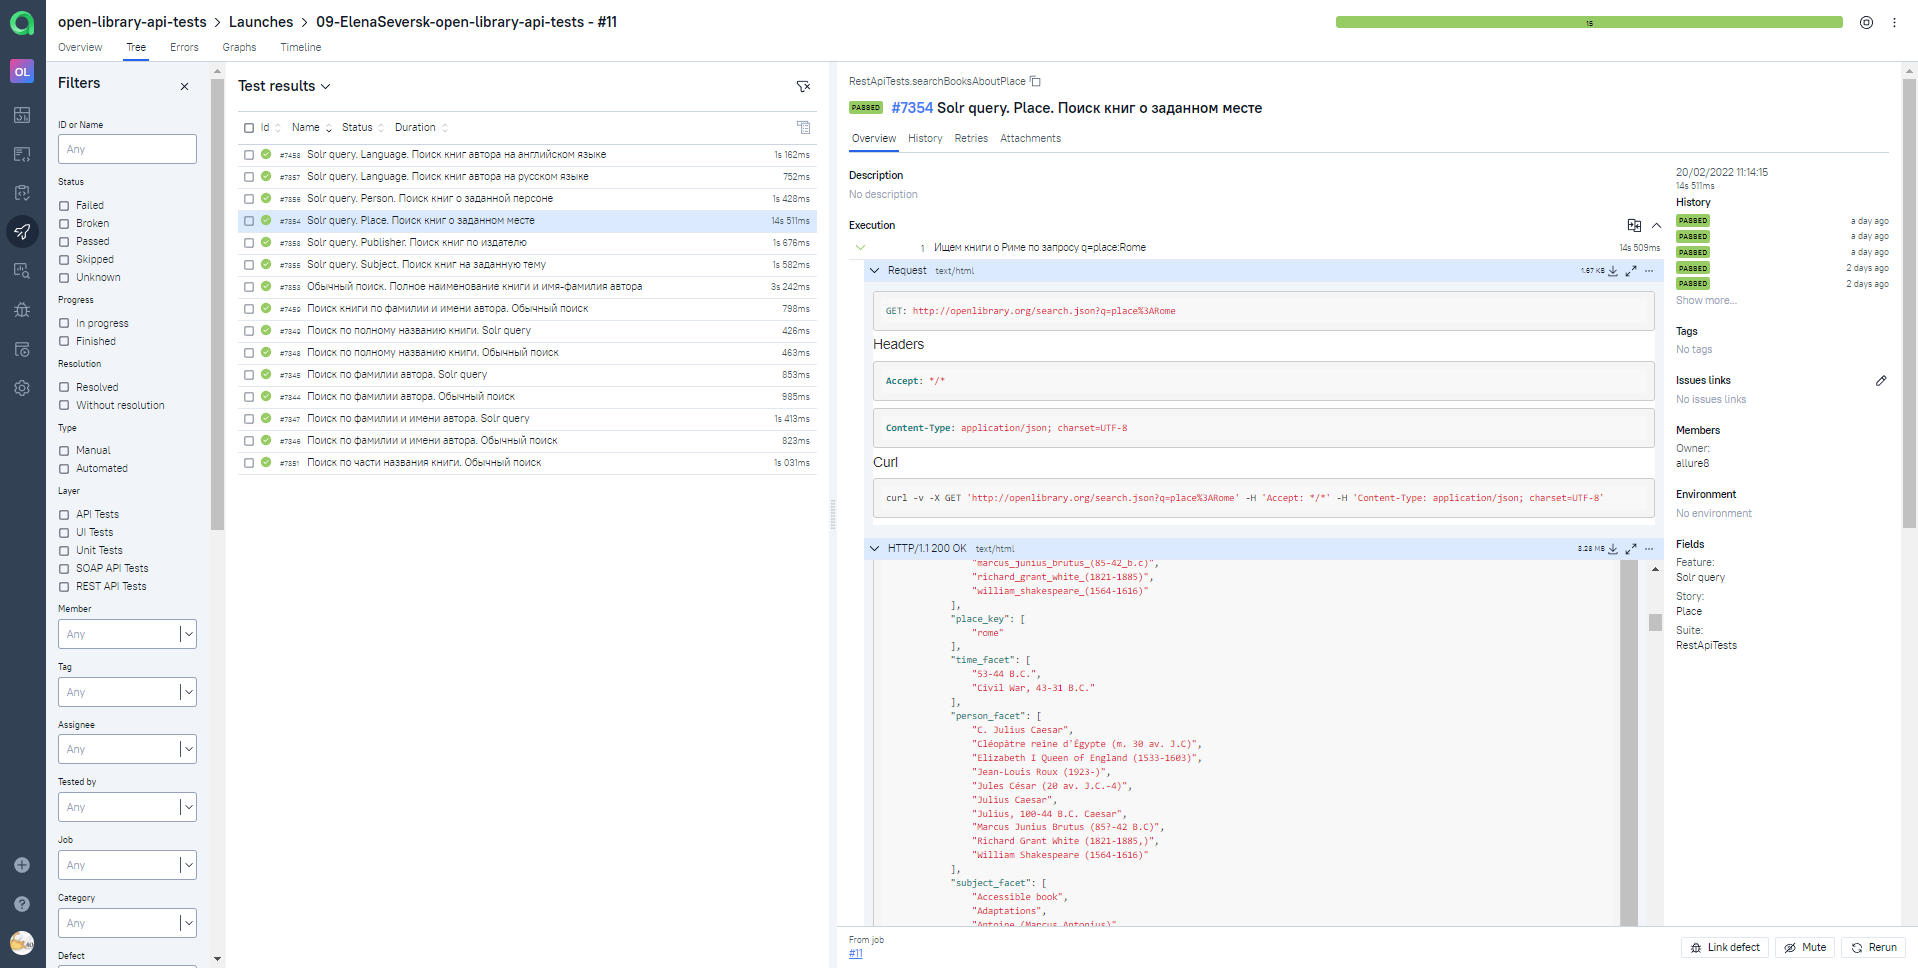 open-library-api-tests > Launches > 09-ElenaSeversk-open-library-api-tests - #11
15
Overview Tree Errors Graphs Timeline
OL
Filters
ID or Name
Any
Status
Failed
Broken
Passed
Skipped
Unknown
Progress
In progress
Finished
Resolution
Resolved
Without resolution
Type
Manual
Automated
Layer
API Tests
UI Tests
Unit Tests
SOAP API Tests
REST API Tests
Member
Any
Tag
Any
Assignee
Any
Tested by
Any
Job
Any
Category
Any
Defect
Test results
Id Name Status Duration
#7458 Solr query. Language. Поиск книг автора на английском языке 1s 162ms
#7357 Solr query. Language. Поиск книг автора на русском языке 752ms
#7356 Solr query. Person. Поиск книг о заданной персоне 1s 428ms
#7354 Solr query. Place. Поиск книг о заданном месте 14s 511ms
#7358 Solr query. Publisher. Поиск книг по издателю 1s 676ms
#7355 Solr query. Subject. Поиск книг на заданную тему 1s 582ms
#7353 Обычный поиск. Полное наименование книги и имя-фамилия автора 3s 242ms
#7459 Поиск книги по фамилии и имени автора. Обычный поиск 798ms
#7349 Поиск по полному названию книги. Solr query 426ms
#7348 Поиск по полному названию книги. Обычный поиск 463ms
#7345 Поиск по фамилии автора. Solr query 853ms
#7344 Поиск по фамилии автора. Обычный поиск 985ms
#7347 Поиск по фамилии и имени автора. Solr query 1s 413ms
#7346 Поиск по фамилии и имени автора. Обычный поиск 823ms
#7351 Поиск по части названия книги. Обычный поиск 1s 031ms
RestApiTests.searchBooksAboutPlace
PASSED #7354 Solr query. Place. Поиск книг о заданном месте
Overview History Retries Attachments
Description
No description
Execution
1 Ищем книги о Риме по запросу q=place:Rome 14s 509ms
Request text/html 1.67 KB
GET: http://openlibrary.org/search.json?q=place%3ARome
Headers
Accept: */*
Content-Type: application/json; charset=UTF-8
Curl
curl -v -X GET 'http://openlibrary.org/search.json?q=place%3ARome' -H 'Accept: */*' -H 'Content-Type: application/json; charset=UTF-8'
HTTP/1.1 200 OK text/html 3.23 MB
"marcus_junius_brutus_(85-42_b.c)",
"richard_grant_white_(1821-1885)",
"william_shakespeare_(1564-1616)"
],
"place_key": [
"rome"
],
"time_facet": [
"53-44 B.C.",
"Civil War, 43-31 B.C."
],
"person_facet": [
"C. Julius Caesar",
"Cléopâtre reine d'Égypte (m. 30 av. J.C)",
"Elizabeth I Queen of England (1533-1603)",
"Jean-Louis Roux (1923-)",
"Jules César (20 av. J.C.-4)",
"Julius Caesar",
"Julius, 100-44 B.C. Caesar",
"Marcus Junius Brutus (85?-42 B.C)",
"Richard Grant White (1821-1885,)",
"William Shakespeare (1564-1616)"
],
"subject_facet": [
"Accessible book",
"Adaptations",
"Antoine (Marcus Antonius)"
20/02/2022 11:14:15
14s 511ms
History
PASSED a day ago
PASSED a day ago
PASSED a day ago
PASSED 2 days ago
PASSED 2 days ago
Show more...
Tags
No tags
Issues links
No issues links
Members
Owner:
allure8
Environment
No environment
Fields
Feature:
Solr query
Story:
Place
Suite:
RestApiTests
From job
#11
Link defect Mute Rerun